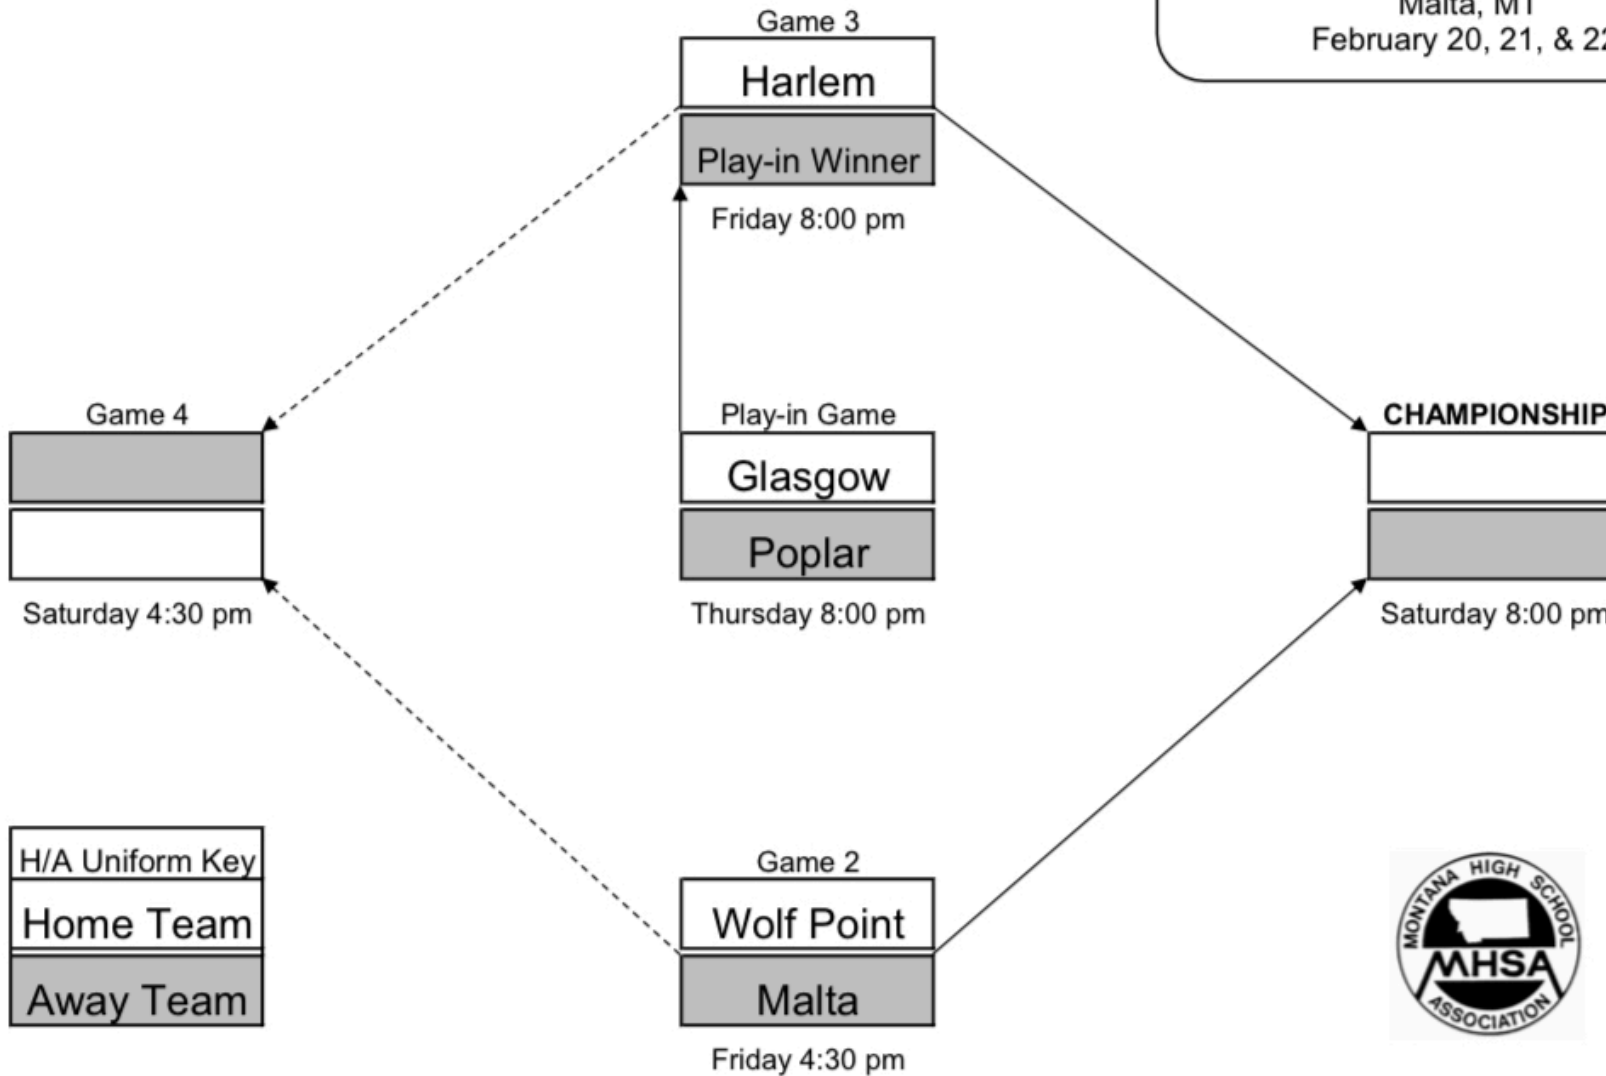 Malta, MT
February 20, 21, & 22
Game 3
Harlem
Play-in Winner
Friday 8:00 pm
Game 4
Saturday 4:30 pm
Play-in Game
Glasgow
Poplar
Thursday 8:00 pm
CHAMPIONSHIP
Saturday 8:00 pm
H/A Uniform Key
Home Team
Away Team
Game 2
Wolf Point
Malta
Friday 4:30 pm
MONTANA HIGH SCHOOL
MHSA
ASSOCIATION